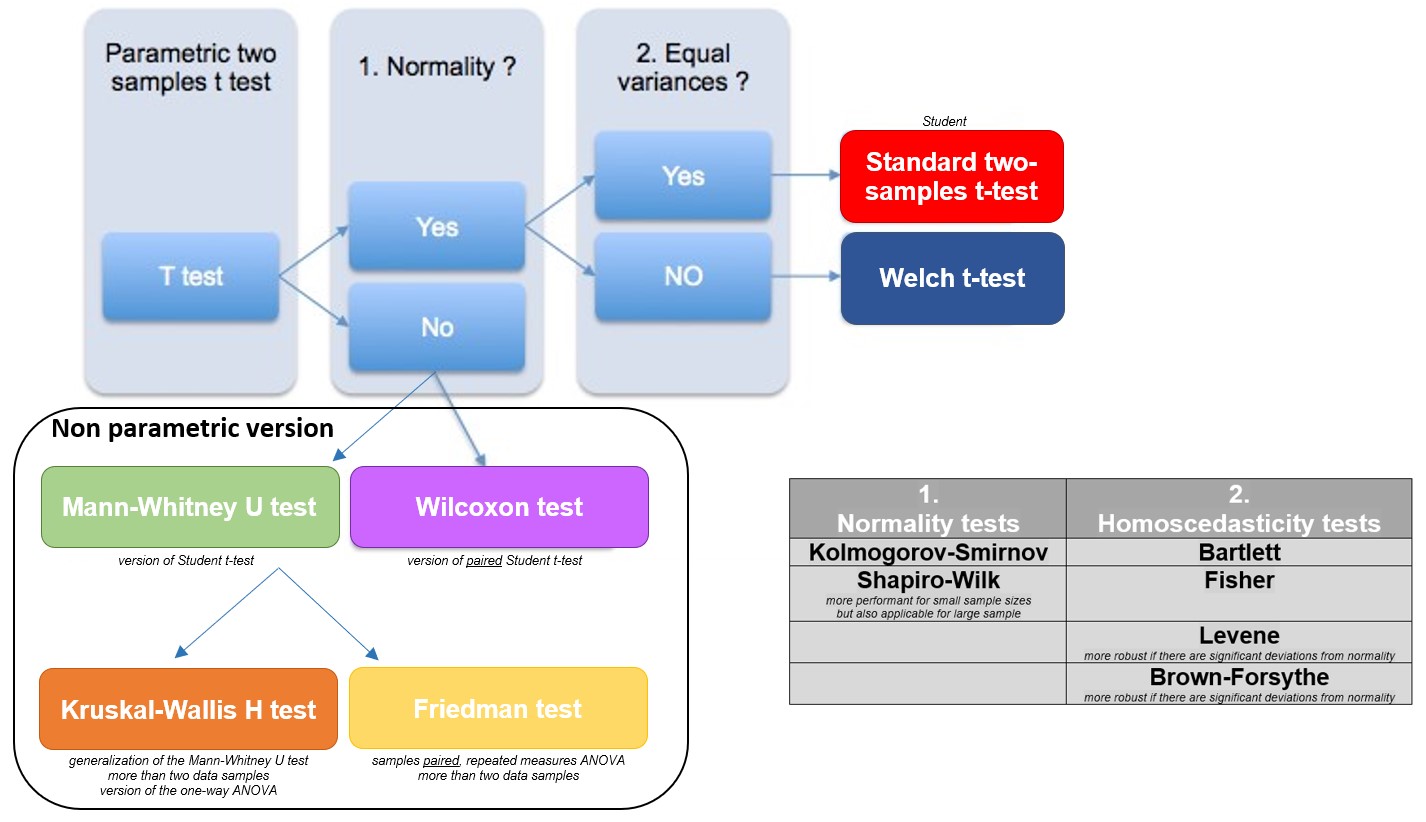 Parametric two
samples t test
1. Normality ?
2. Equal
variances ?
T test
Yes
No
Yes
NO
Student
Standard two-
samples t-test
Welch t-test
Non parametric version
Mann-Whitney U test
version of Student t-test
Wilcoxon test
version of paired Student t-test
Kruskal-Wallis H test
generalization of the Mann-Whitney U test
more than two data samples
version of the one-way ANOVA
Friedman test
samples paired, repeated measures ANOVA
more than two data samples
1.
Normality tests
2.
Homoscedasticity tests
Kolmogorov-Smirnov
Bartlett
Shapiro-Wilk
more performant for small sample sizes
but also applicable for large sample
Fisher
Levene
more robust if there are significant deviations from normality
Brown-Forsythe
more robust if there are significant deviations from normality